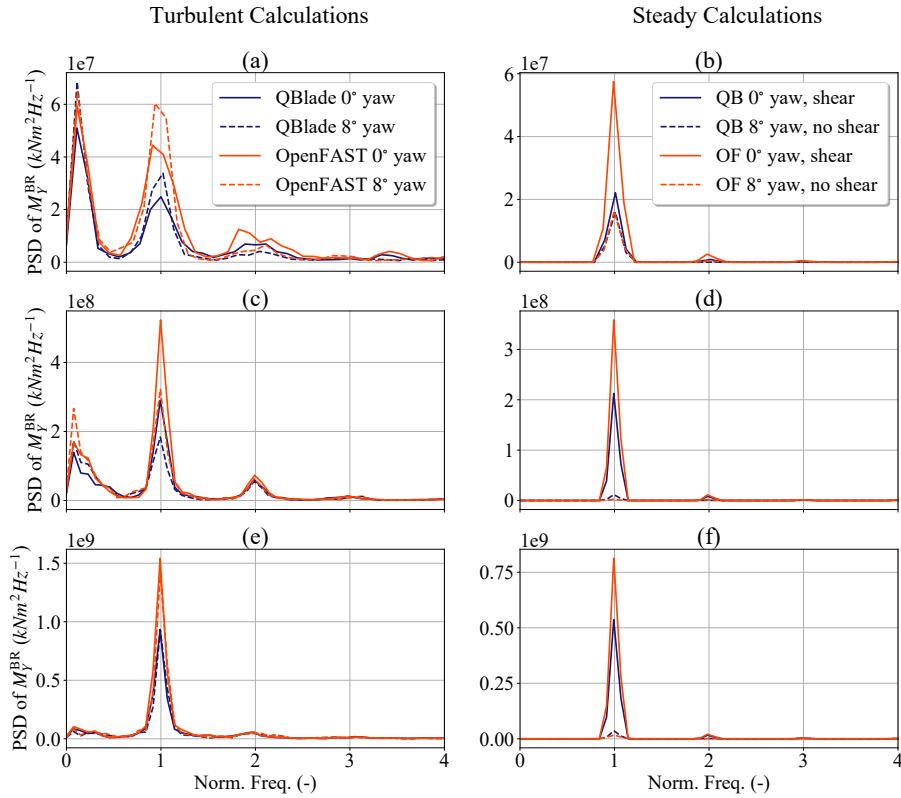 Turbulent Calculations
Steady Calculations
(a)
(b)
1e7
1e7
QBlade 0° yaw
QBlade 8° yaw
OpenFAST 0° yaw
OpenFAST 8° yaw
QB 0° yaw, shear
QB 8° yaw, no shear
OF 0° yaw, shear
OF 8° yaw, no shear
PSD of M_Y^BR (kNm²Hz⁻¹)
6
4
2
0
6
4
2
0
(c)
(d)
1e8
1e8
PSD of M_Y^BR (kNm²Hz⁻¹)
4
2
0
3
2
1
0
(e)
(f)
1e9
1e9
PSD of M_Y^BR (kNm²Hz⁻¹)
1.5
1.0
0.5
0.0
0.75
0.50
0.25
0.00
0 1 2 3 4
0 1 2 3 4
Norm. Freq. (-)
Norm. Freq. (-)